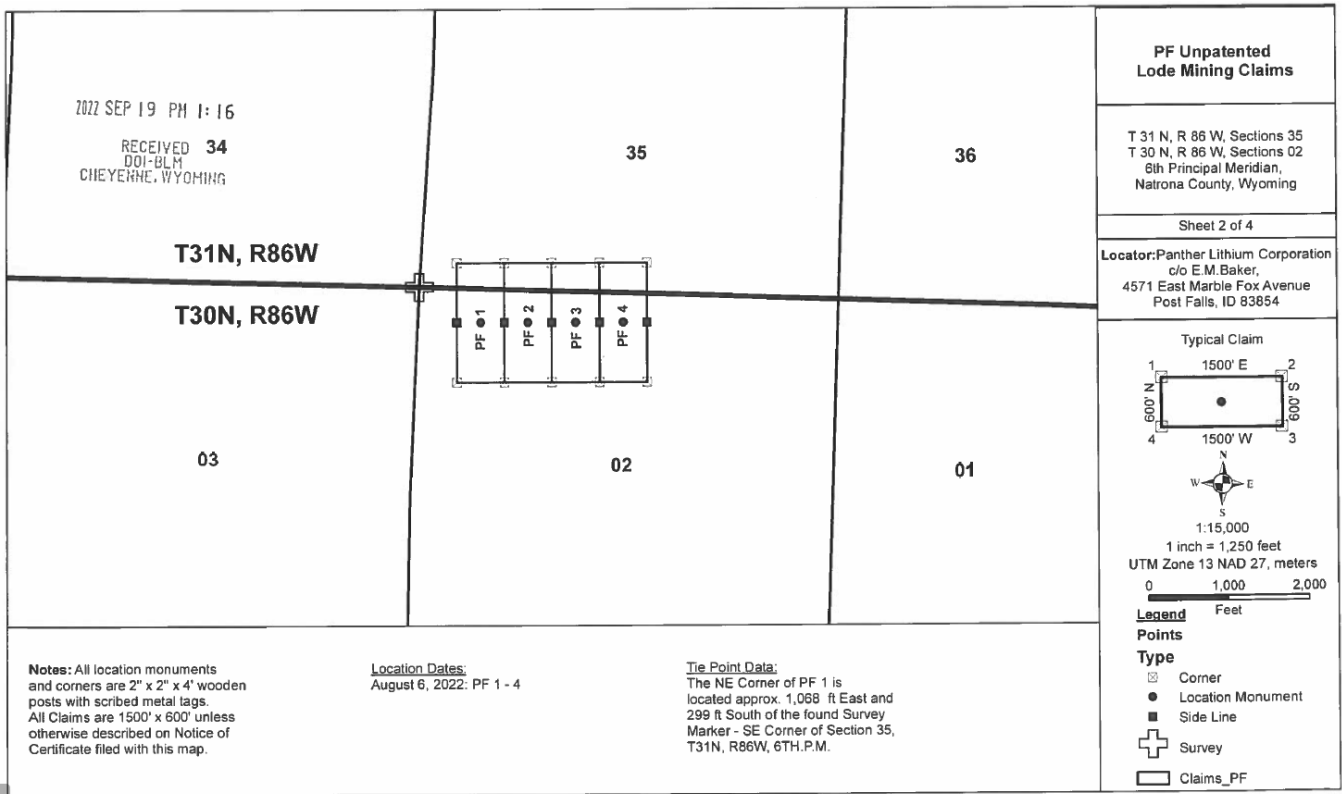 2022 SEP 19 PM 1:16
RECEIVED
DOI-BLM
CHEYENNE, WYOMING
34
35
36
T31N, R86W
T30N, R86W
PF 1
PF 2
PF 3
PF 4
03
02
01
Notes: All location monuments
and corners are 2" x 2" x 4' wooden
posts with scribed metal tags.
All Claims are 1500' x 600' unless
otherwise described on Notice of
Certificate filed with this map.
Location Dates:
August 6, 2022: PF 1 - 4
Tie Point Data:
The NE Corner of PF 1 is
located approx. 1,068 ft East and
299 ft South of the found Survey
Marker - SE Corner of Section 35,
T31N, R86W, 6TH.P.M.
PF Unpatented
Lode Mining Claims
T 31 N, R 86 W, Sections 35
T 30 N, R 86 W, Sections 02
6th Principal Meridian,
Natrona County, Wyoming
Sheet 2 of 4
Locator:Panther Lithium Corporation
c/o E.M.Baker,
4571 East Marble Fox Avenue
Post Falls, ID 83854
Typical Claim
1 1500' E 2
600' N
600' S
4 1500' W 3
N
W E
S
1:15,000
1 inch = 1,250 feet
UTM Zone 13 NAD 27, meters
0 1,000 2,000
Feet
Legend
Points
Type
Corner
Location Monument
Side Line
Survey
Claims_PF